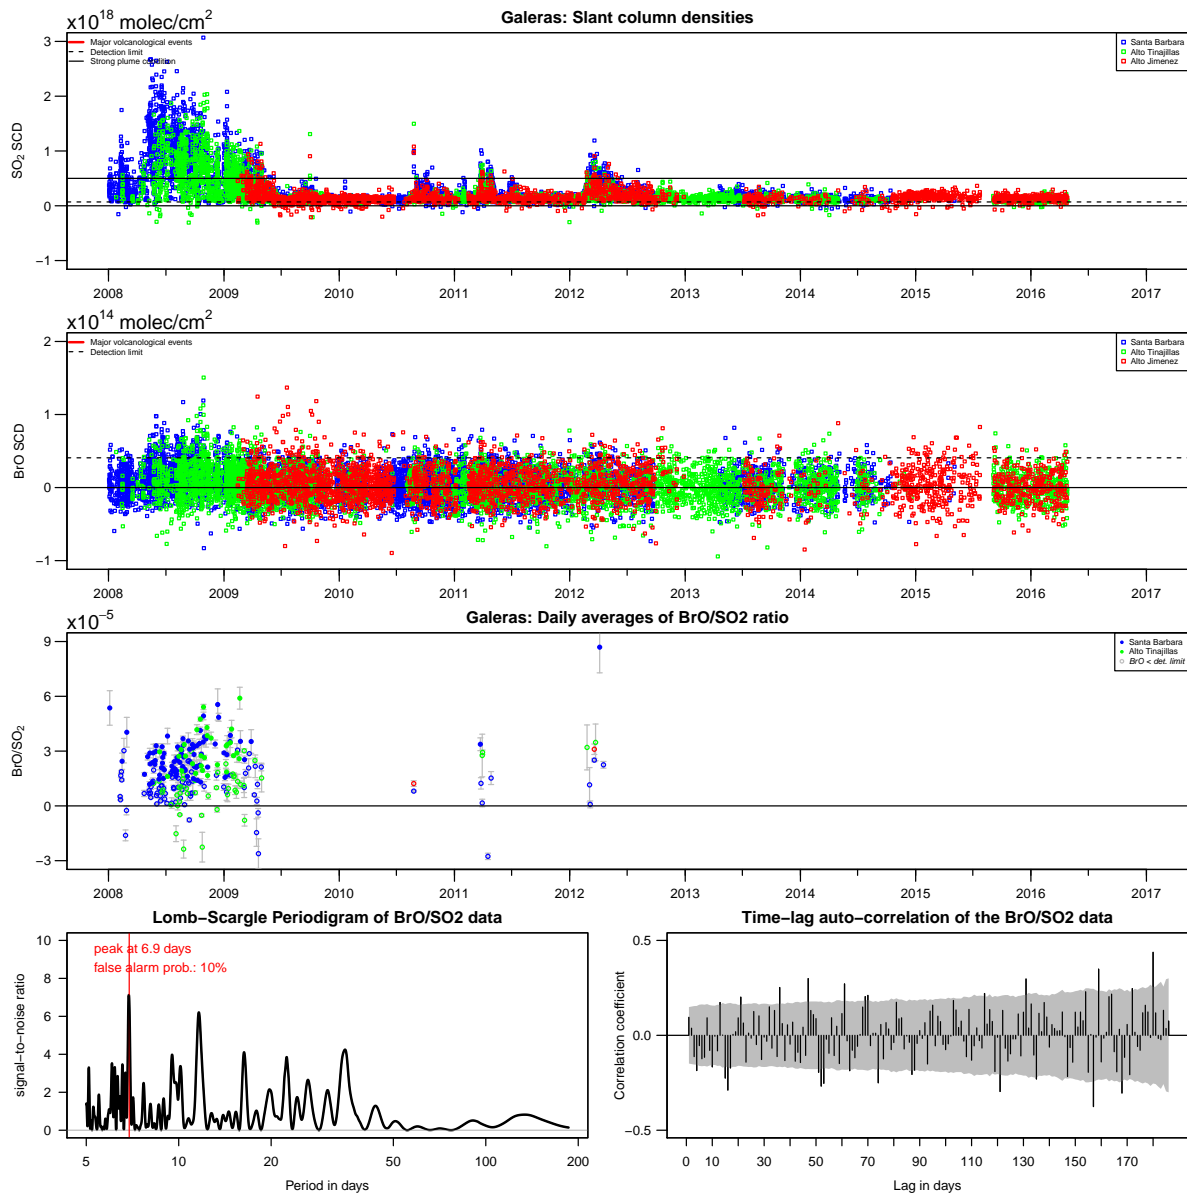 Galeras: Slant column densities
x10^18 molec/cm^2
SO2 SCD
3
2
1
0
−1
Major volcanological events
Detection limit
Strong plume condition
Santa Barbara
Alto Tinajillas
Alto Jimenez
2008 2009 2010 2011 2012 2013 2014 2015 2016 2017
x10^14 molec/cm^2
BrO SCD
2
1
0
−1
Major volcanological events
Detection limit
Santa Barbara
Alto Tinajillas
Alto Jimenez
2008 2009 2010 2011 2012 2013 2014 2015 2016 2017
Galeras: Daily averages of BrO/SO2 ratio
x10^−5
BrO/SO2
9
6
3
0
−3
Santa Barbara
Alto Tinajillas
BrO < det. limit
2008 2009 2010 2011 2012 2013 2014 2015 2016 2017
Lomb−Scargle Periodigram of BrO/SO2 data
signal−to−noise ratio
10
8
6
4
2
0
peak at 6.9 days
false alarm prob.: 10%
5 10 20 50 100 200
Period in days
Time−lag auto−correlation of the BrO/SO2 data
Correlation coefficient
0.5
0.0
−0.5
0 10 30 50 70 90 110 130 150 170
Lag in days